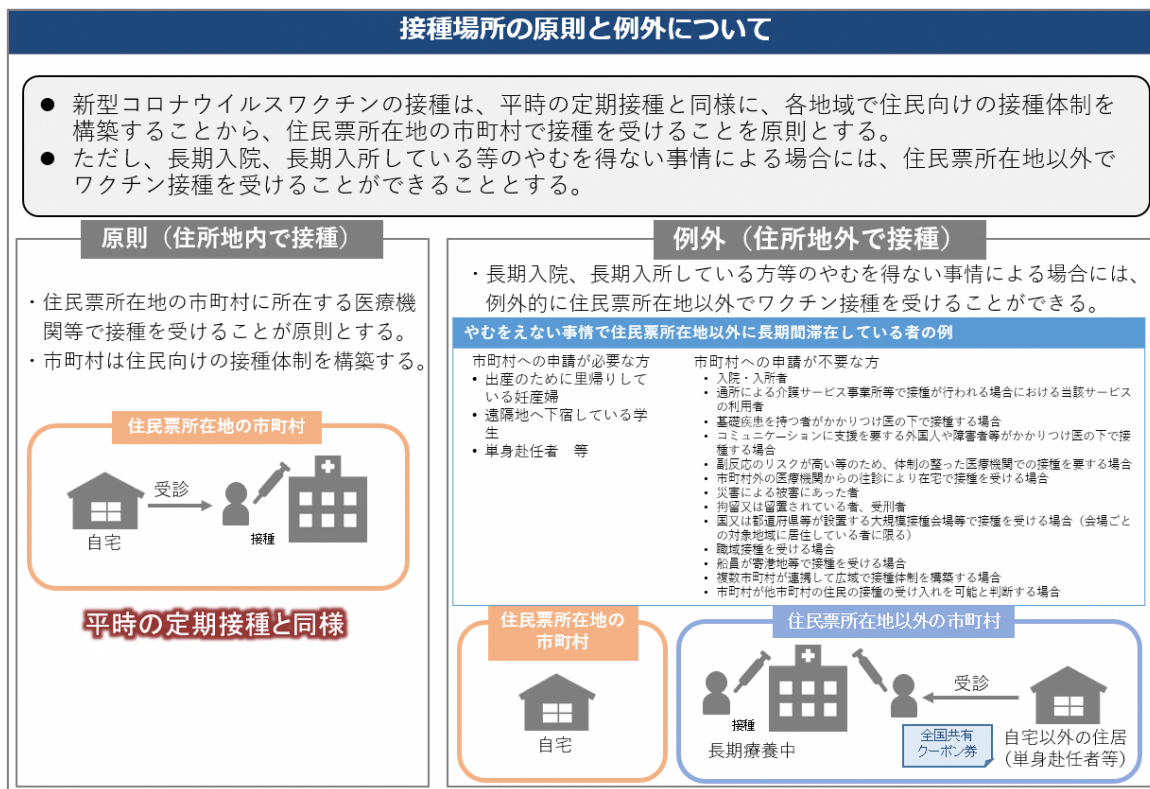 接種場所の原則と例外について
● 新型コロナウイルスワクチンの接種は、平時の定期接種と同様に、各地域で住民向けの接種体制を
構築することから、住民票所在地の市町村で接種を受けることを原則とする。
● ただし、長期入院、長期入所している等のやむを得ない事情による場合には、住民票所在地以外で
ワクチン接種を受けることができることとする。
原則（住所地内で接種）
・住民票所在地の市町村に所在する医療機
関等で接種を受けることが原則とする。
・市町村は住民向けの接種体制を構築する。
住民票所在地の市町村
受診
自宅
接種
平時の定期接種と同様
例外（住所地外で接種）
・長期入院、長期入所している方等のやむを得ない事情による場合には、
例外的に住民票所在地以外でワクチン接種を受けることができる。
やむをえない事情で住民票所在地以外に長期間滞在している者の例
市町村への申請が必要な方
• 出産のために里帰りして
いる妊産婦
• 遠隔地へ下宿している学
生
• 単身赴任者 等
市町村への申請が不要な方
• 入院・入所者
• 通所による介護サービス事業所等で接種が行われる場合における当該サービス
の利用者
• 基礎疾患を持つ者がかかりつけ医の下で接種する場合
• コミュニケーションに支援を要する外国人や障害者等がかかりつけ医の下で接
種する場合
• 副反応のリスクが高い等のため、体制の整った医療機関での接種を要する場合
• 市町村外の医療機関からの往診により在宅で接種を受ける場合
• 災害による被害にあった者
• 拘留又は留置されている者、受刑者
• 国又は都道府県等が設置する大規模接種会場等で接種を受ける場合（会場ごと
の対象地域に居住している者に限る）
• 職域接種を受ける場合
• 船員が寄港地等で接種を受ける場合
• 複数市町村が連携して広域で接種体制を構築する場合
• 市町村が他市町村の住民の接種の受け入れを可能と判断する場合
住民票所在地の
市町村
自宅
住民票所在地以外の市町村
接種
長期療養中
受診
全国共有
クーポン券
自宅以外の住居
(単身赴任者等)